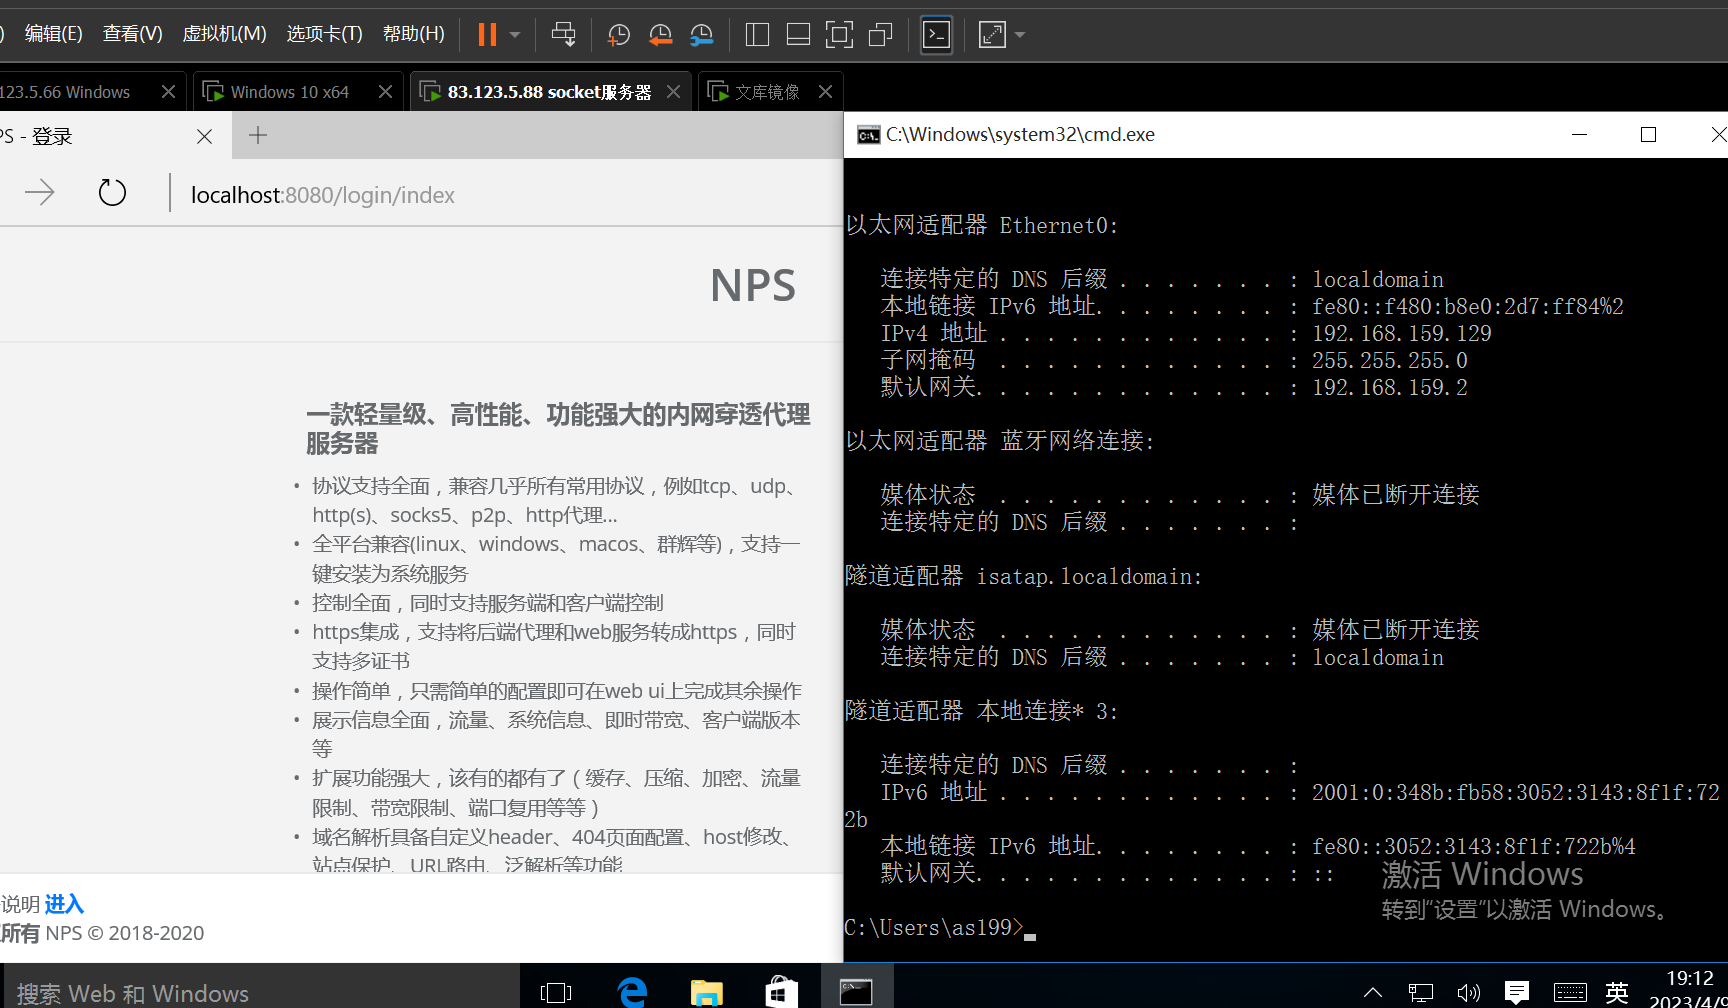 ) 编辑(E) 查看(V) 虚拟机(M) 选项卡(T) 帮助(H)
123.5.66 Windows
Windows 10 x64
83.123.5.88 socket服务器
文库镜像
PS - 登录
localhost:8080/login/index
NPS
一款轻量级、高性能、功能强大的内网穿透代理
服务器
• 协议支持全面，兼容几乎所有常用协议，例如tcp、udp、
http(s)、socks5、p2p、http代理...
• 全平台兼容(linux、windows、macos、群辉等)，支持一
键安装为系统服务
• 控制全面，同时支持服务端和客户端控制
• https集成，支持将后端代理和web服务转成https，同时
支持多证书
• 操作简单，只需简单的配置即可在web ui上完成其余操作
• 展示信息全面，流量、系统信息、即时带宽、客户端版本
等
• 扩展功能强大，该有的都有了（缓存、压缩、加密、流量
限制、带宽限制、端口复用等等）
• 域名解析具备自定义header、404页面配置、host修改、
站点保护、URL路由、泛解析等功能
说明 进入
所有 NPS © 2018-2020
C:\Windows\system32\cmd.exe
以太网适配器 Ethernet0:
连接特定的 DNS 后缀 . . . . . . . : localdomain
本地链接 IPv6 地址. . . . . . . . : fe80::f480:b8e0:2d7:ff84%2
IPv4 地址 . . . . . . . . . . . . : 192.168.159.129
子网掩码  . . . . . . . . . . . . : 255.255.255.0
默认网关. . . . . . . . . . . . . : 192.168.159.2
以太网适配器 蓝牙网络连接:
媒体状态  . . . . . . . . . . . . : 媒体已断开连接
连接特定的 DNS 后缀 . . . . . . . :
隧道适配器 isatap.localdomain:
媒体状态  . . . . . . . . . . . . : 媒体已断开连接
连接特定的 DNS 后缀 . . . . . . . : localdomain
隧道适配器 本地连接* 3:
连接特定的 DNS 后缀 . . . . . . . :
IPv6 地址 . . . . . . . . . . . . : 2001:0:348b:fb58:3052:3143:8f1f:72
2b
本地链接 IPv6 地址. . . . . . . . : fe80::3052:3143:8f1f:722b%4
默认网关. . . . . . . . . . . . . : ::
激活 Windows
转到“设置”以激活 Windows。
C:\Users\as199>
搜索 Web 和 Windows
英
19:12
2023/4/9